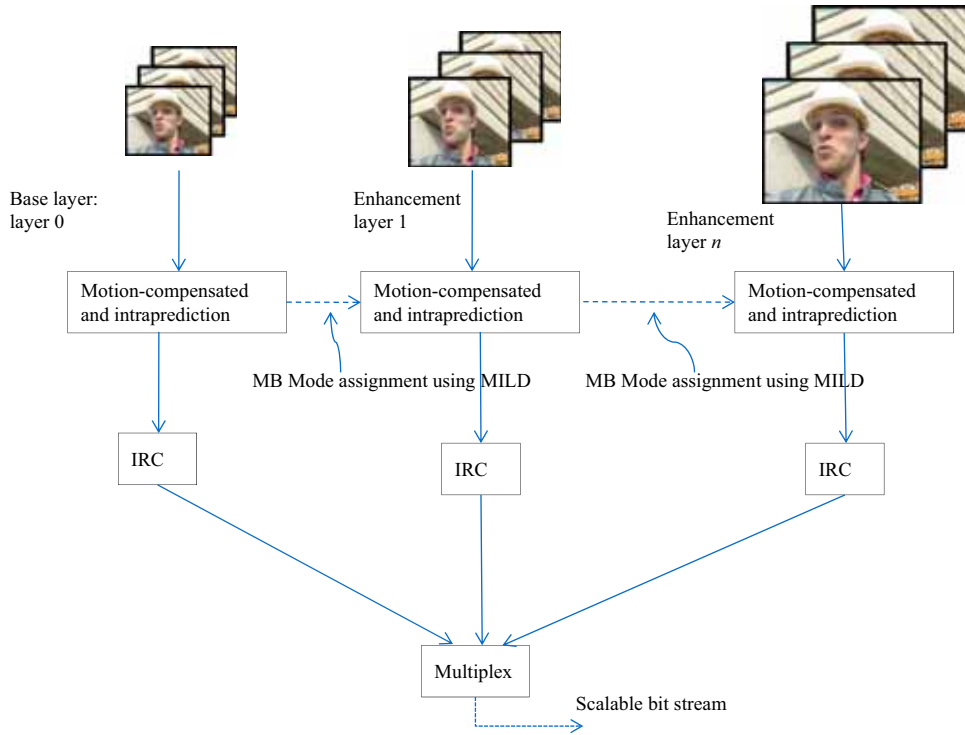 Base layer:
layer 0
Enhancement
layer 1
Enhancement
layer n
Motion-compensated
and intraprediction
Motion-compensated
and intraprediction
Motion-compensated
and intraprediction
MB Mode assignment using MILD
MB Mode assignment using MILD
IRC
IRC
IRC
Multiplex
Scalable bit stream